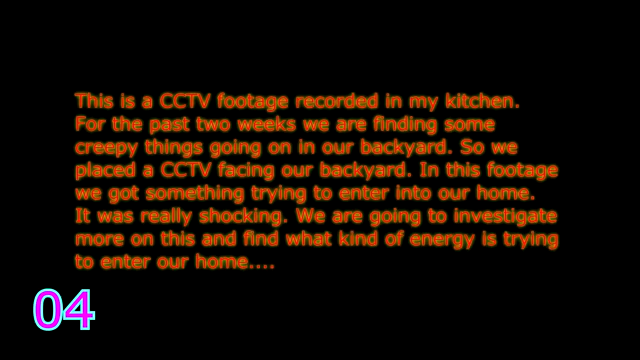 This is a CCTV footage recorded in my kitchen.
For the past two weeks we are finding some
creepy things going on in our backyard. So we
placed a CCTV facing our backyard. In this footage
we got something trying to enter into our home.
It was really shocking. We are going to investigate
more on this and find what kind of energy is trying
to enter our home....
04